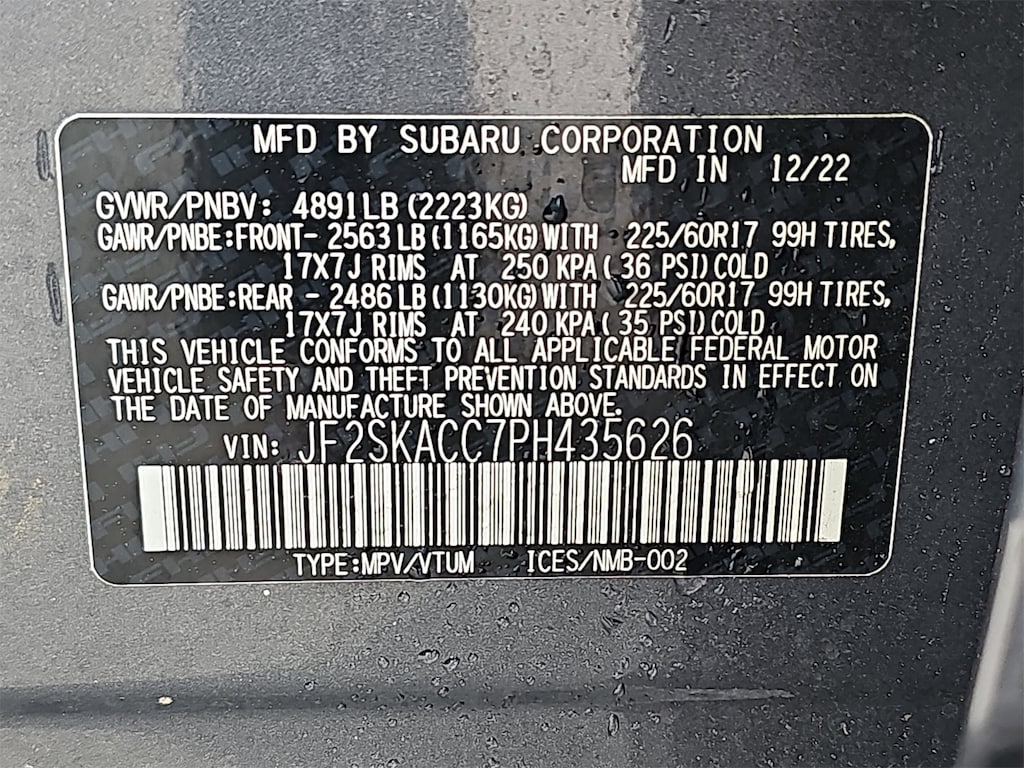 MFD BY SUBARU CORPORATION
MFD IN 12/22
GVWR/PNBV: 4891LB (2223KG)
GAWR/PNBE:FRONT- 2563 LB (1165KG) WITH 225/60R17 99H TIRES,
17X7J RIMS AT 250 KPA ( 36 PSI) COLD
GAWR/PNBE:REAR - 2486 LB (1130KG) WITH 225/60R17 99H TIRES,
17X7J RIMS AT 240 KPA ( 35 PSI) COLD
THIS VEHICLE CONFORMS TO ALL APPLICABLE FEDERAL MOTOR
VEHICLE SAFETY AND THEFT PREVENTION STANDARDS IN EFFECT ON
THE DATE OF MANUFACTURE SHOWN ABOVE.
VIN: JF2SKACC7PH435626
TYPE:MPV/VTUM ICES/NMB-002